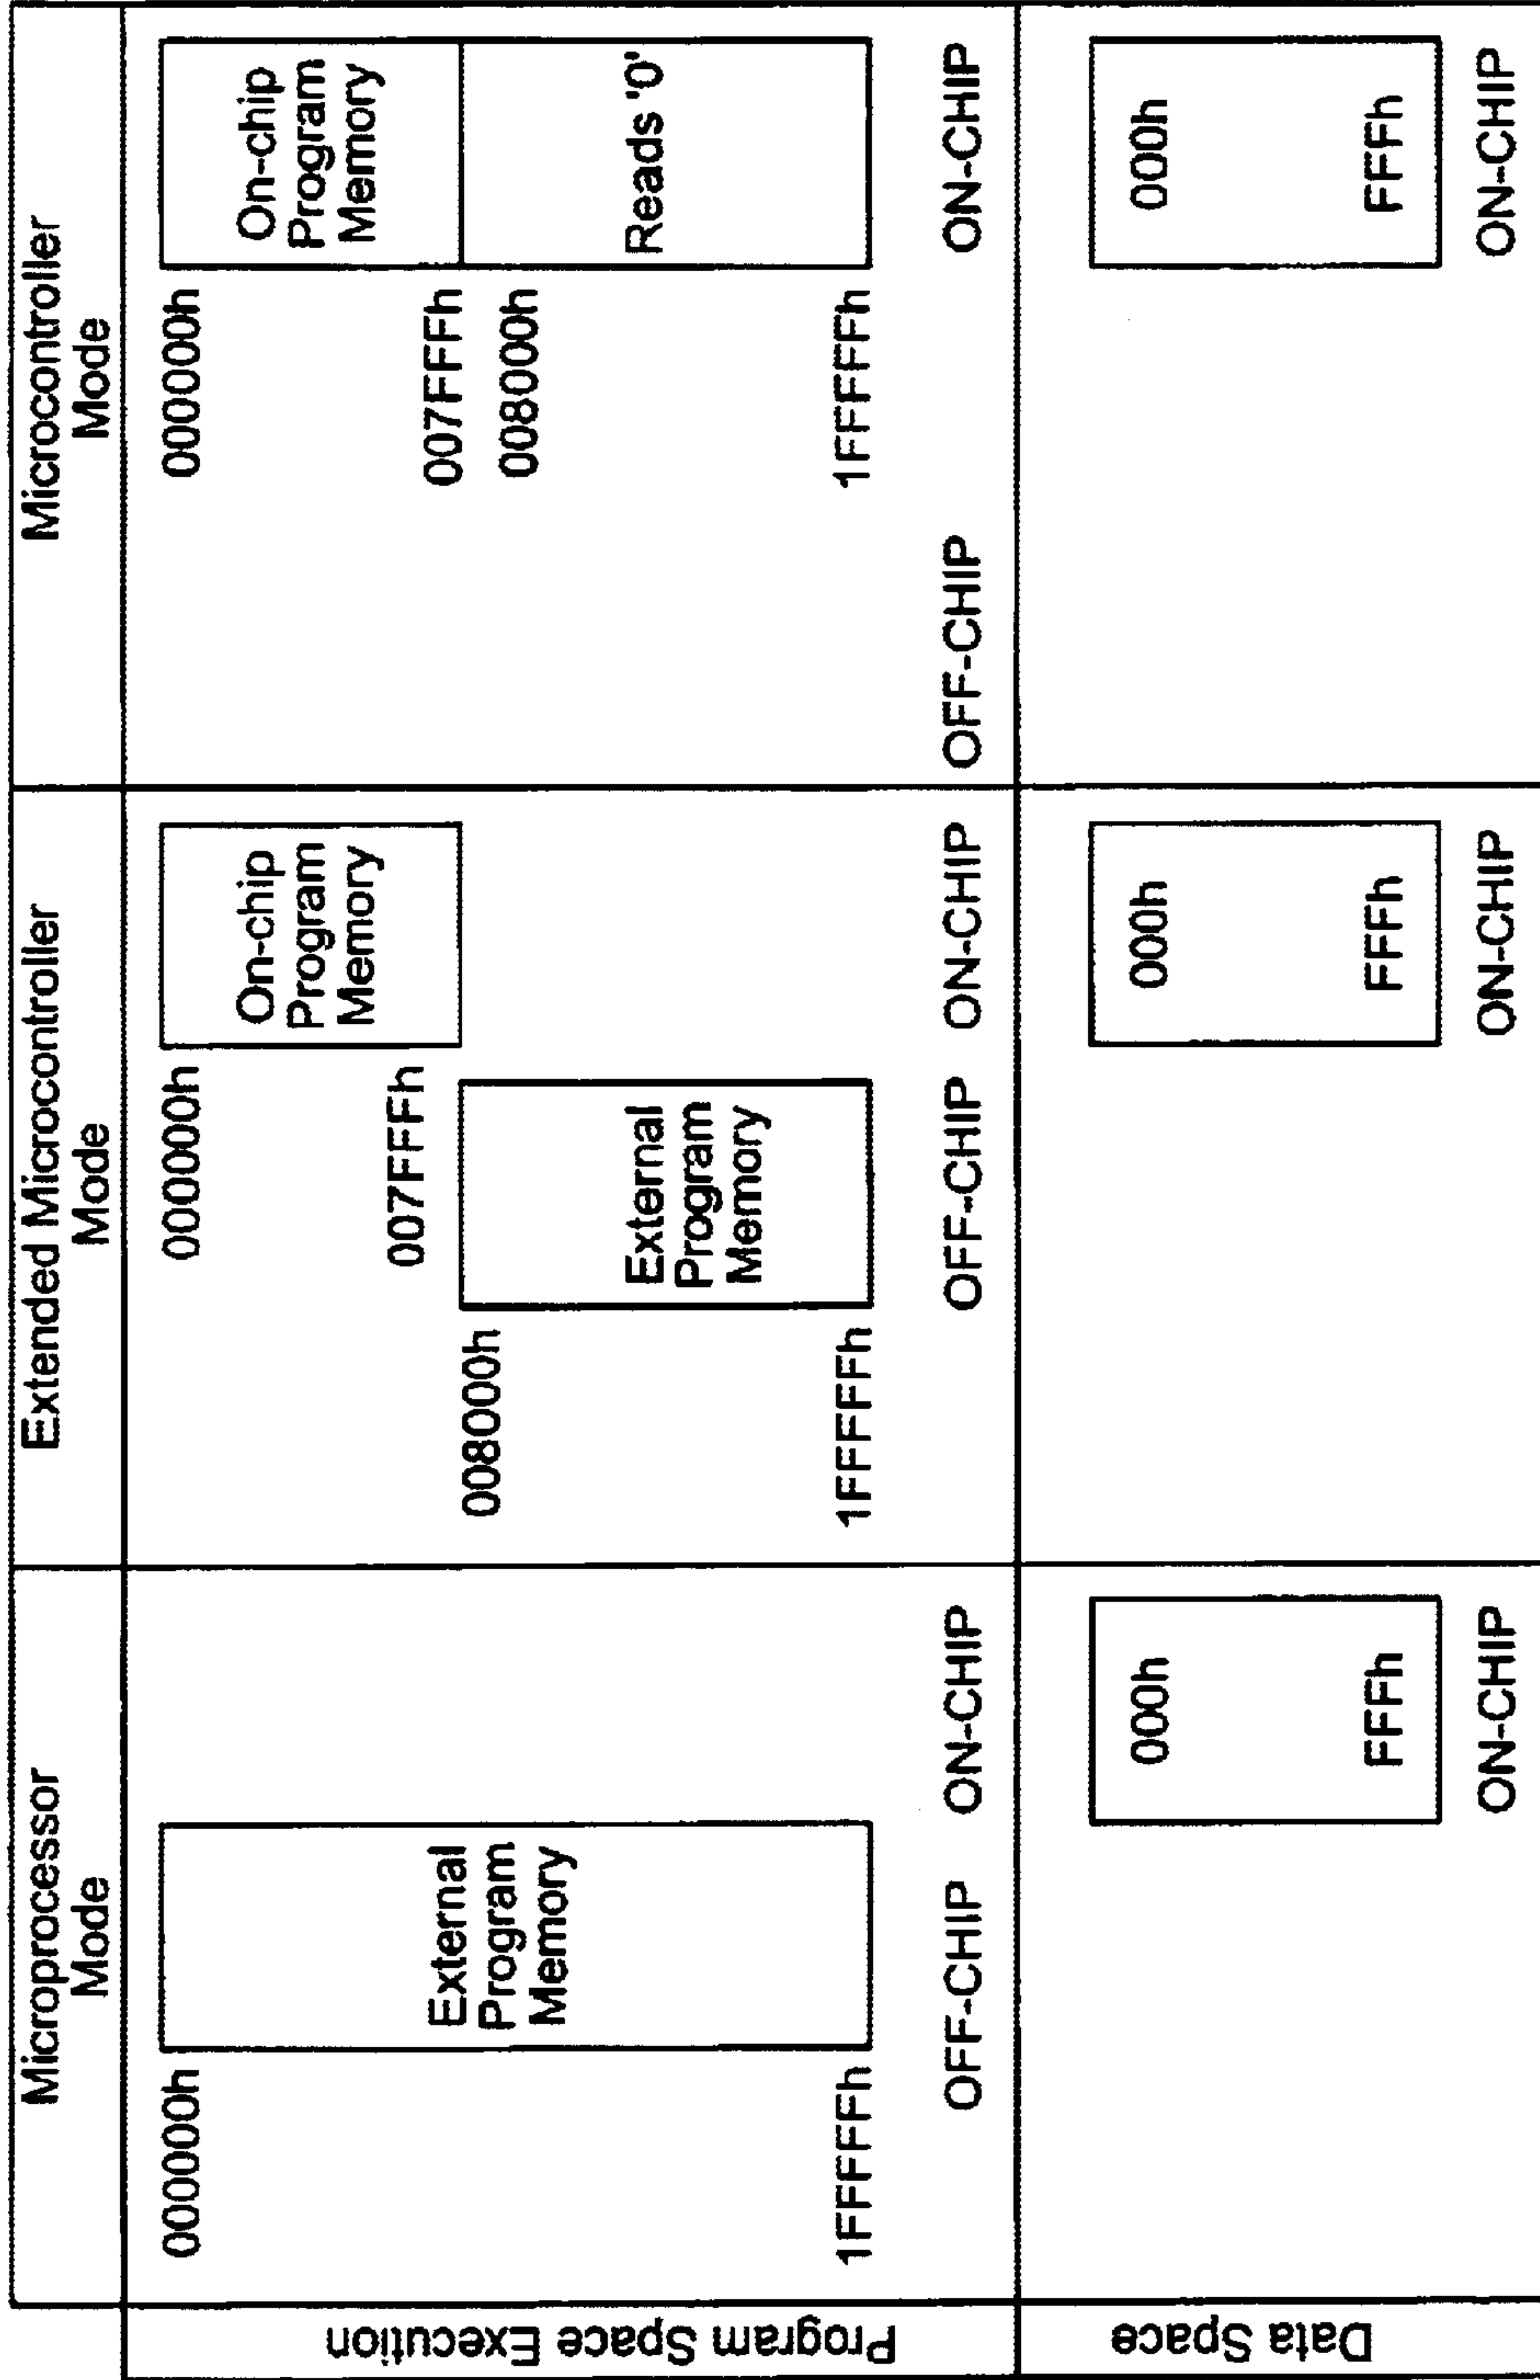 Microprocessor
Mode
Extended Microcontroller
Mode
Microcontroller
Mode
Program Space Execution
000000h
External
Program
Memory
1FFFFFh
OFF-CHIP
ON-CHIP
000000h
On-chip
Program
Memory
007FFFh
008000h
External
Program
Memory
1FFFFFh
OFF-CHIP
ON-CHIP
000000h
On-chip
Program
Memory
007FFFh
008000h
Reads '0'
1FFFFFh
OFF-CHIP
ON-CHIP
Data Space
000h
FFFh
ON-CHIP
000h
FFFh
ON-CHIP
000h
FFFh
ON-CHIP